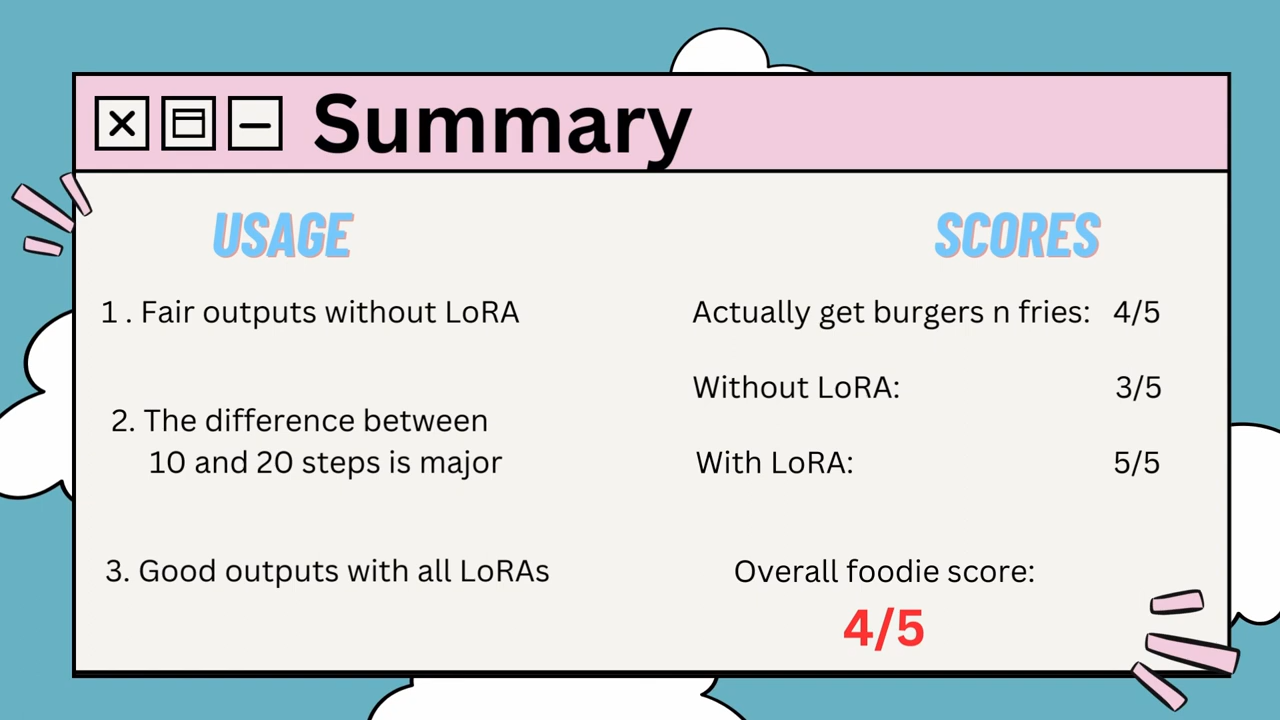 Summary
USAGE
1 . Fair outputs without LoRA
2. The difference between
10 and 20 steps is major
3. Good outputs with all LoRAs
SCORES
Actually get burgers n fries: 4/5
Without LoRA: 3/5
With LoRA: 5/5
Overall foodie score:
4/5